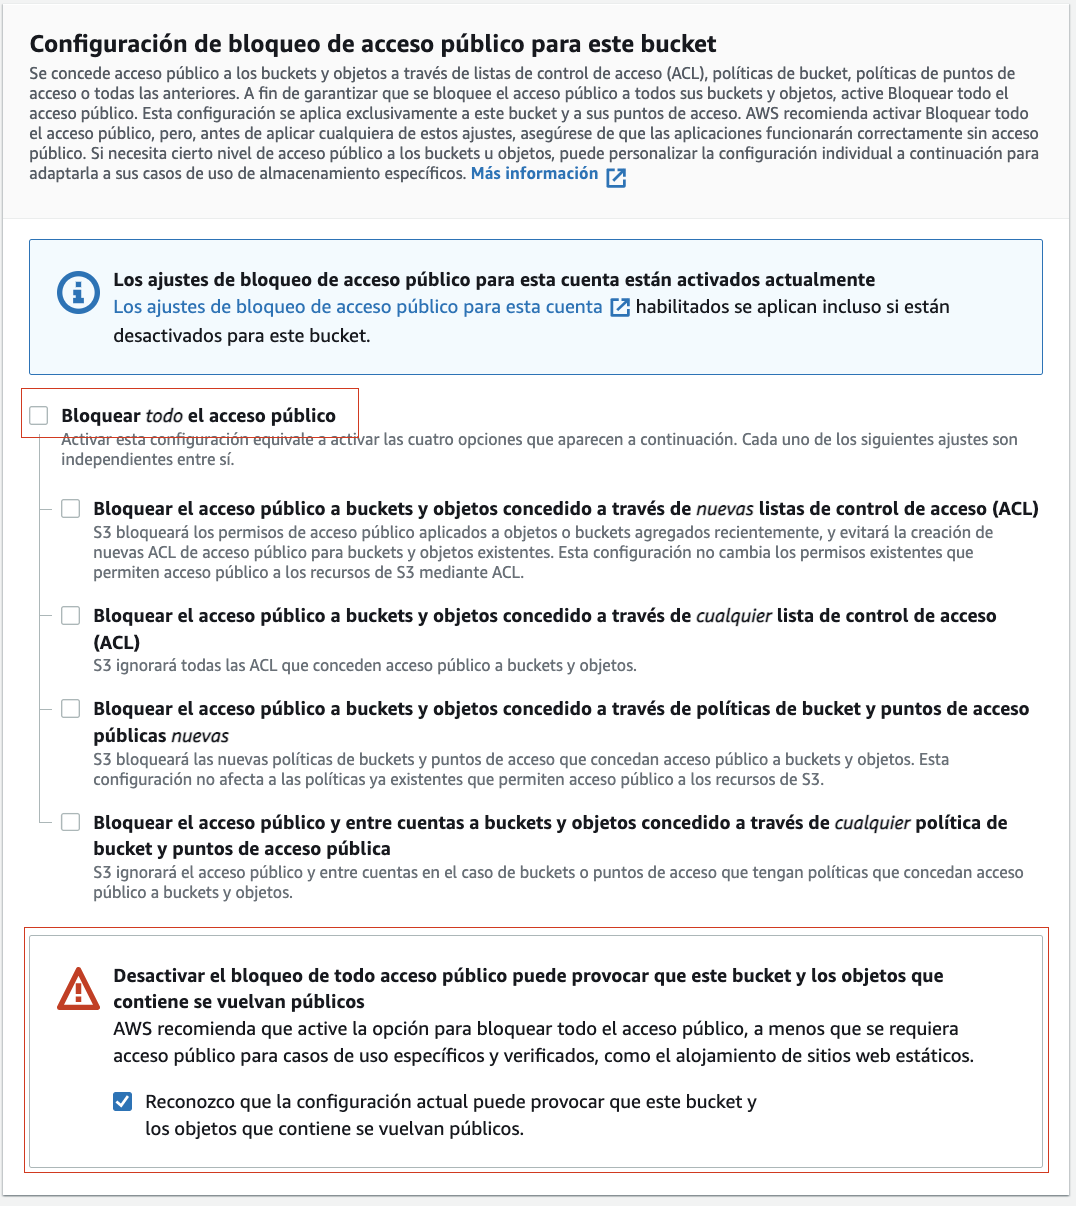 Configuración de bloqueo de acceso público para este bucket
Se concede acceso público a los buckets y objetos a través de listas de control de acceso (ACL), políticas de bucket, políticas de puntos de
acceso o todas las anteriores. A fin de garantizar que se bloquee el acceso público a todos sus buckets y objetos, active Bloquear todo el
acceso público. Esta configuración se aplica exclusivamente a este bucket y a sus puntos de acceso. AWS recomienda activar Bloquear todo
el acceso público, pero, antes de aplicar cualquiera de estos ajustes, asegúrese de que las aplicaciones funcionarán correctamente sin acceso
público. Si necesita cierto nivel de acceso público a los buckets u objetos, puede personalizar la configuración individual a continuación para
adaptarla a sus casos de uso de almacenamiento específicos. Más información
Los ajustes de bloqueo de acceso público para esta cuenta están activados actualmente
Los ajustes de bloqueo de acceso público para esta cuenta habilitados se aplican incluso si están
desactivados para este bucket.
Bloquear todo el acceso público
Activar esta configuración equivale a activar las cuatro opciones que aparecen a continuación. Cada uno de los siguientes ajustes son
independientes entre sí.
Bloquear el acceso público a buckets y objetos concedido a través de nuevas listas de control de acceso (ACL)
S3 bloqueará los permisos de acceso público aplicados a objetos o buckets agregados recientemente, y evitará la creación de
nuevas ACL de acceso público para buckets y objetos existentes. Esta configuración no cambia los permisos existentes que
permiten acceso público a los recursos de S3 mediante ACL.
Bloquear el acceso público a buckets y objetos concedido a través de cualquier lista de control de acceso
(ACL)
S3 ignorará todas las ACL que conceden acceso público a buckets y objetos.
Bloquear el acceso público a buckets y objetos concedido a través de políticas de bucket y puntos de acceso
públicas nuevas
S3 bloqueará las nuevas políticas de buckets y puntos de acceso que concedan acceso público a buckets y objetos. Esta
configuración no afecta a las políticas ya existentes que permiten acceso público a los recursos de S3.
Bloquear el acceso público y entre cuentas a buckets y objetos concedido a través de cualquier política de
bucket y puntos de acceso pública
S3 ignorará el acceso público y entre cuentas en el caso de buckets o puntos de acceso que tengan políticas que concedan acceso
público a buckets y objetos.
Desactivar el bloqueo de todo acceso público puede provocar que este bucket y los objetos que
contiene se vuelvan públicos
AWS recomienda que active la opción para bloquear todo el acceso público, a menos que se requiera
acceso público para casos de uso específicos y verificados, como el alojamiento de sitios web estáticos.
Reconozco que la configuración actual puede provocar que este bucket y
los objetos que contiene se vuelvan públicos.